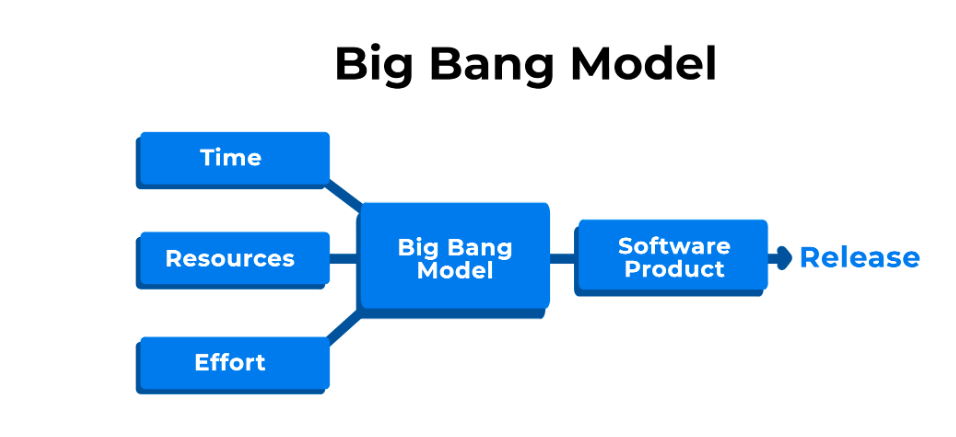 Big Bang Model
Time
Resources
Effort
Big Bang
Model
Software
Product
Release